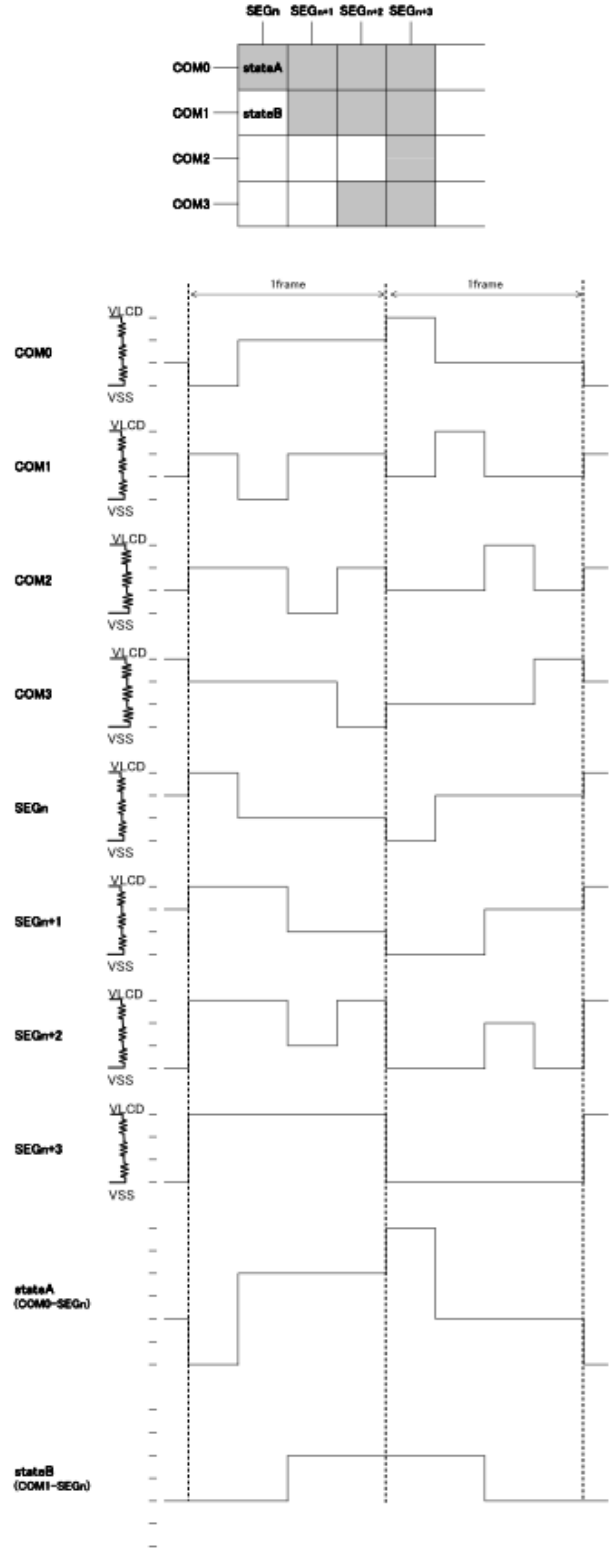 SEGn SEGn+1 SEGn+2 SEGn+3
COM0 stateA
COM1 stateB
COM2
COM3
1frame 1frame
VLCD
COM0
VSS
VLCD
COM1
VSS
VLCD
COM2
VSS
VLCD
COM3
VSS
VLCD
SEGn
VSS
VLCD
SEGn+1
VSS
VLCD
SEGn+2
VSS
VLCD
SEGn+3
VSS
stateA
(COM0-SEGn)
stateB
(COM1-SEGn)